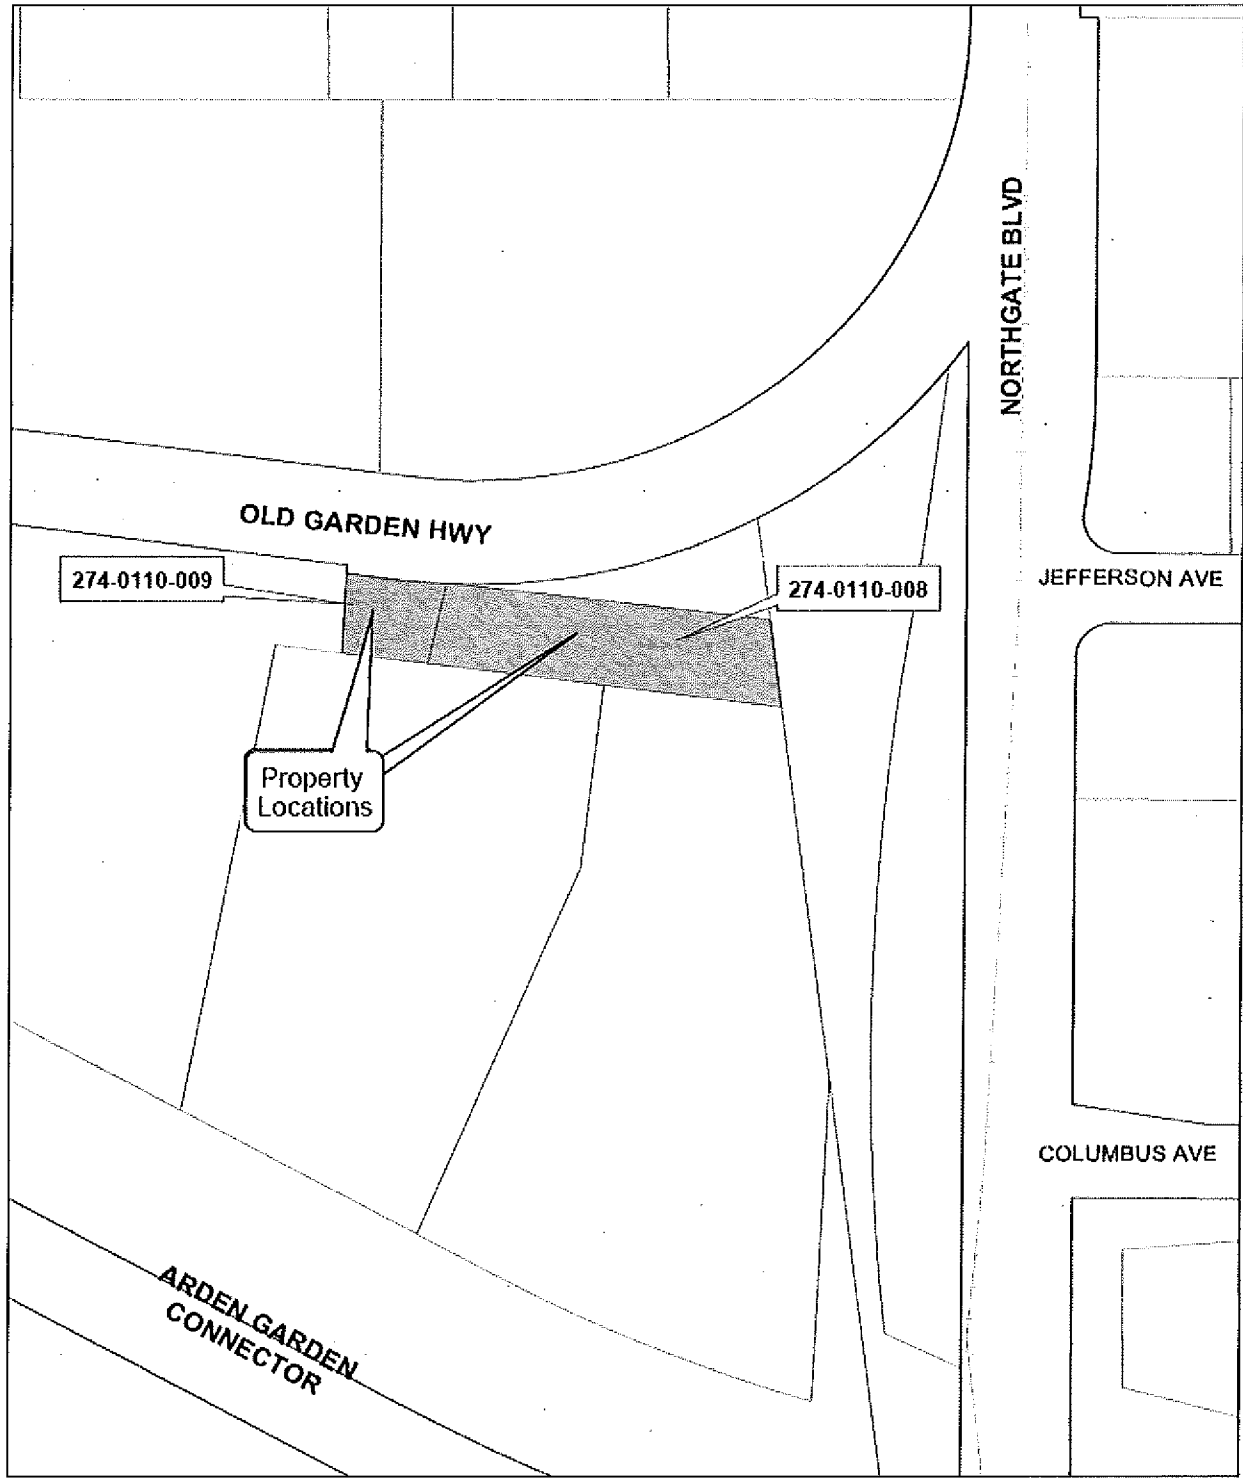 NORTHGATE BLVD
OLD GARDEN HWY
274-0110-009
274-0110-008
JEFFERSON AVE
Property
Locations
COLUMBUS AVE
ARDEN GARDEN
CONNECTOR